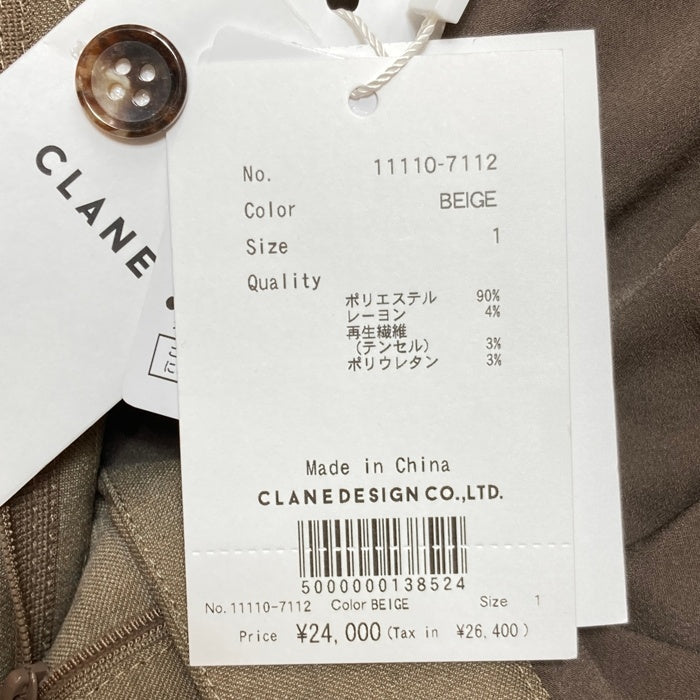 CLANE
No. 11110-7112
Color BEIGE
Size 1
Quality
ポリエステル 90%
レーヨン 4%
再生繊維
(テンセル) 3%
ポリウレタン 3%
Made in China
CLANE DESIGN CO.,LTD.
5000000138524
No. 11110-7112 Color BEIGE Size 1
Price ¥24,000 (Tax in ¥26,400)